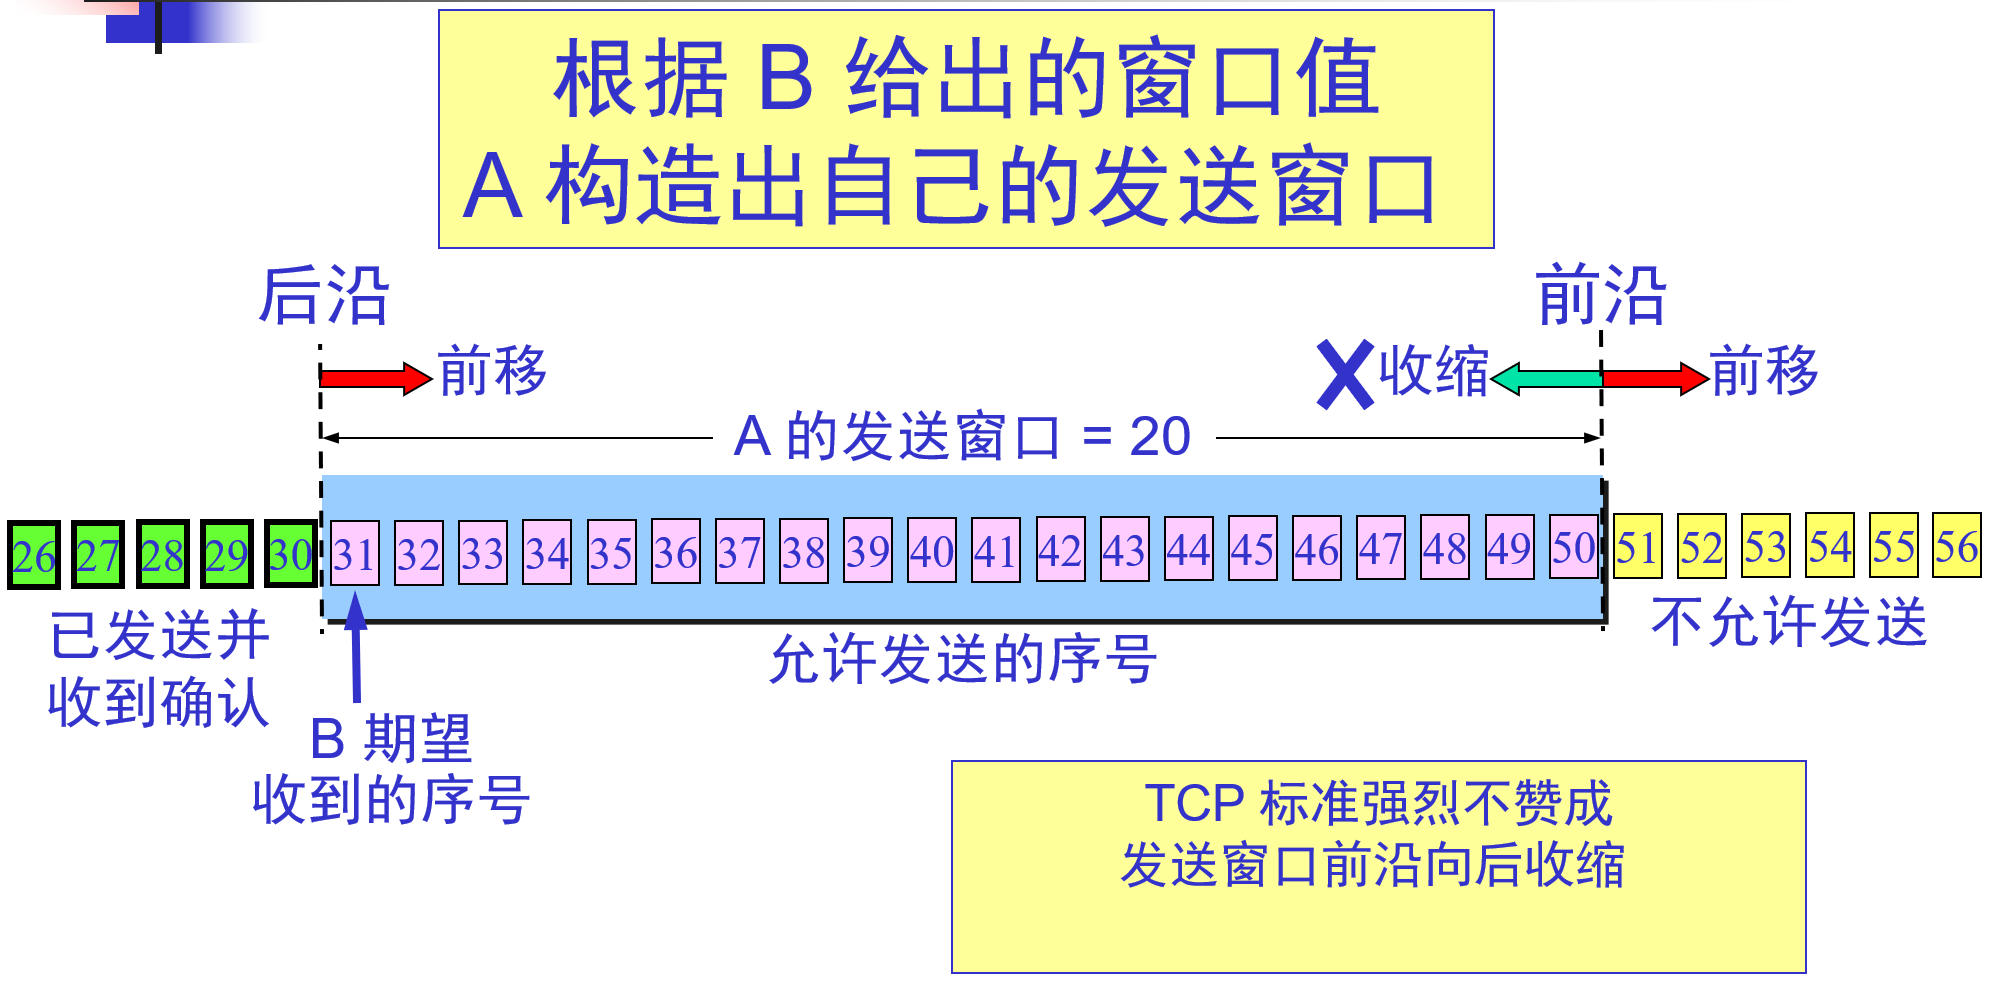 根据 B 给出的窗口值
A 构造出自己的发送窗口
后沿
前沿
前移
收缩
前移
A 的发送窗口 = 20
26 27 28 29 30 31 32 33 34 35 36 37 38 39 40 41 42 43 44 45 46 47 48 49 50 51 52 53 54 55 56
已发送并
收到确认
允许发送的序号
不允许发送
B 期望
收到的序号
TCP 标准强烈不赞成
发送窗口前沿向后收缩